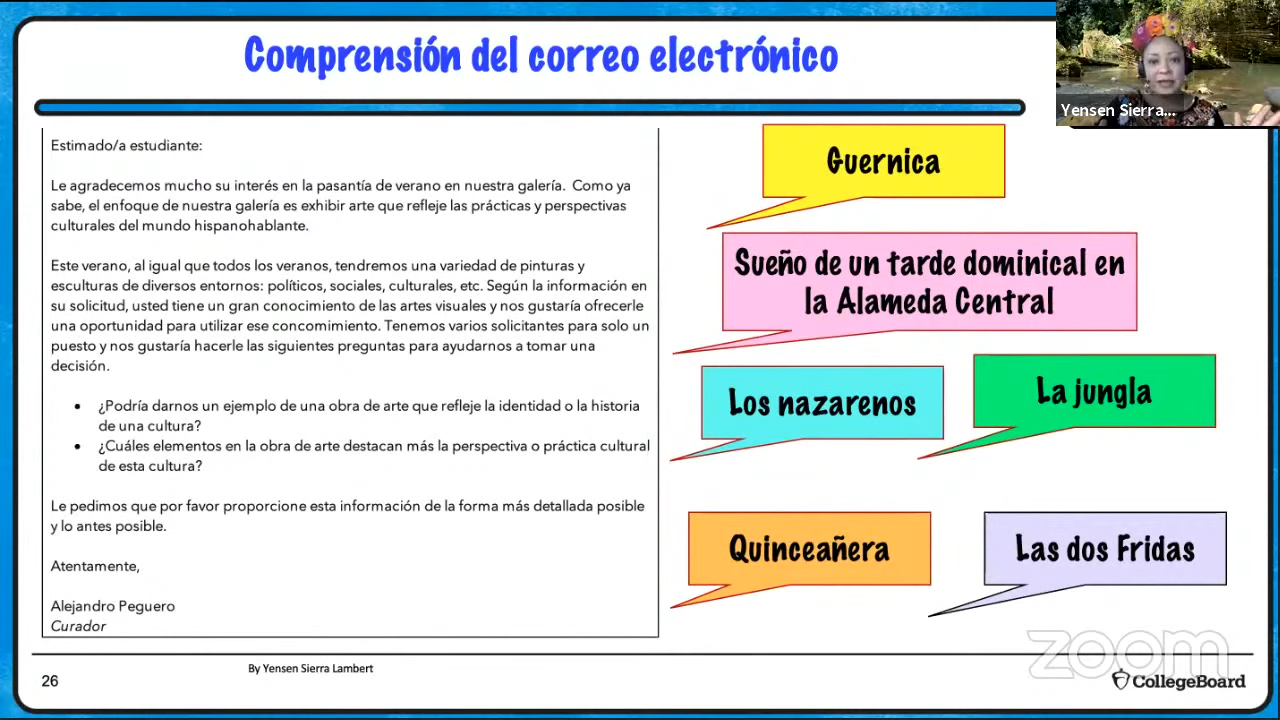 Comprensión del correo electrónico
Yensen Sierra...
Estimado/a estudiante:
Le agradecemos mucho su interés en la pasantía de verano en nuestra galería. Como ya
sabe, el enfoque de nuestra galería es exhibir arte que refleje las prácticas y perspectivas
culturales del mundo hispanohablante.
Este verano, al igual que todos los veranos, tendremos una variedad de pinturas y
esculturas de diversos entornos: políticos, sociales, culturales, etc. Según la información en
su solicitud, usted tiene un gran conocimiento de las artes visuales y nos gustaría ofrecerle
una oportunidad para utilizar ese concomimiento. Tenemos varios solicitantes para solo un
puesto y nos gustaría hacerle las siguientes preguntas para ayudarnos a tomar una
decisión.
• ¿Podría darnos un ejemplo de una obra de arte que refleje la identidad o la historia
de una cultura?
• ¿Cuáles elementos en la obra de arte destacan más la perspectiva o práctica cultural
de esta cultura?
Le pedimos que por favor proporcione esta información de la forma más detallada posible
y lo antes posible.
Atentamente,
Alejandro Peguero
Curador
Guernica
Sueño de un tarde dominical en
la Alameda Central
Los nazarenos
La jungla
Quinceañera
Las dos Fridas
zoom
By Yensen Sierra Lambert
26
CollegeBoard